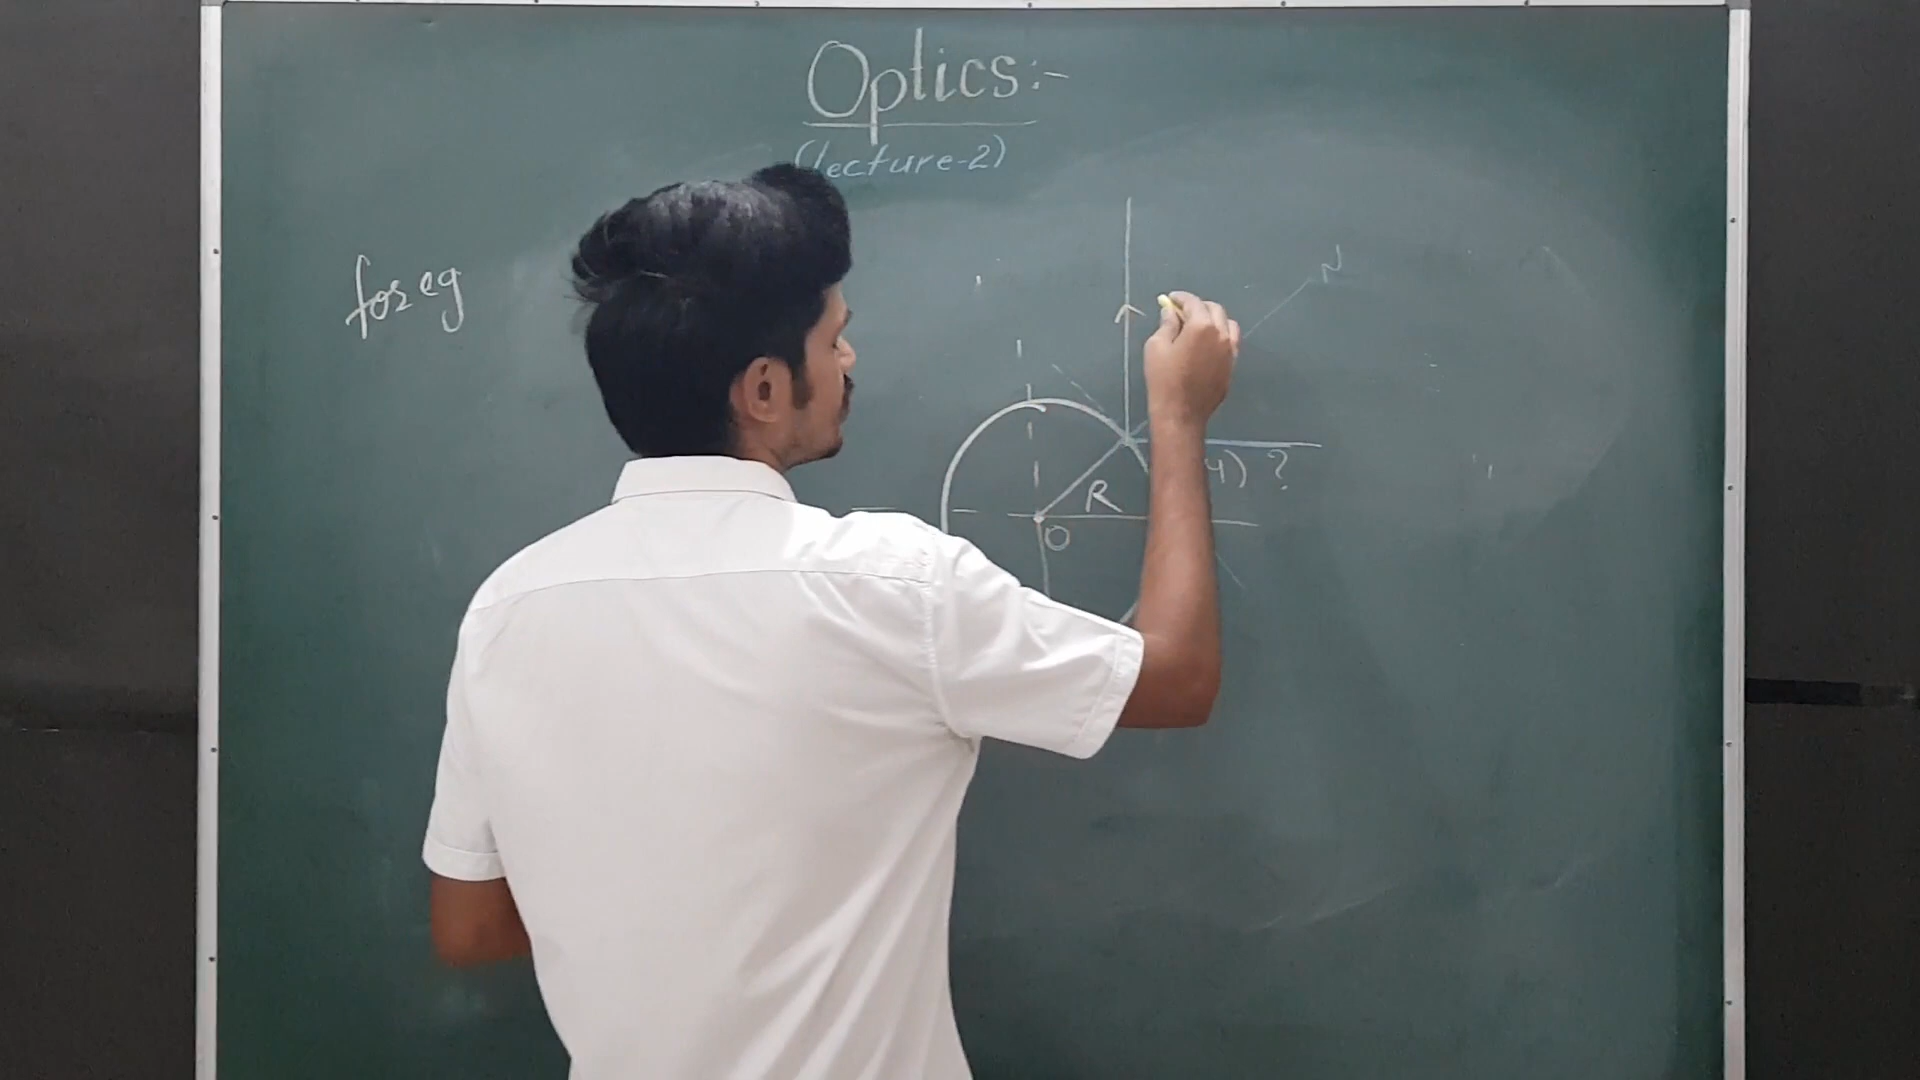 Optics:-
(lecture-2)
for eg
N
R
O
y) ?